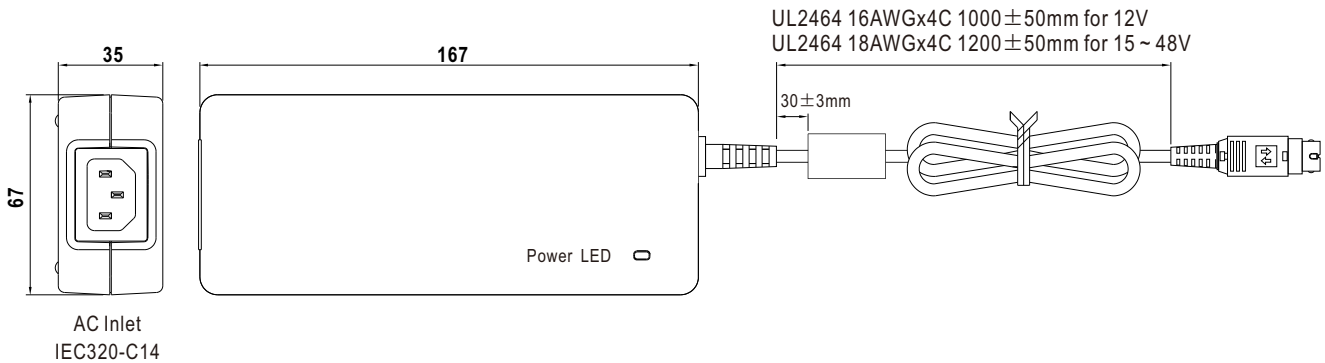 UL2464 16AWGx4C 1000±50mm for 12V
UL2464 18AWGx4C 1200±50mm for 15 ~ 48V
35
167
30±3mm
67
Power LED
AC Inlet
IEC320-C14